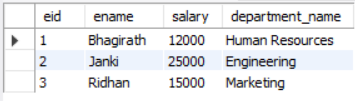 eid ename salary department_name
1 Bhagirath 12000 Human Resources
2 Janki 25000 Engineering
3 Ridhan 15000 Marketing